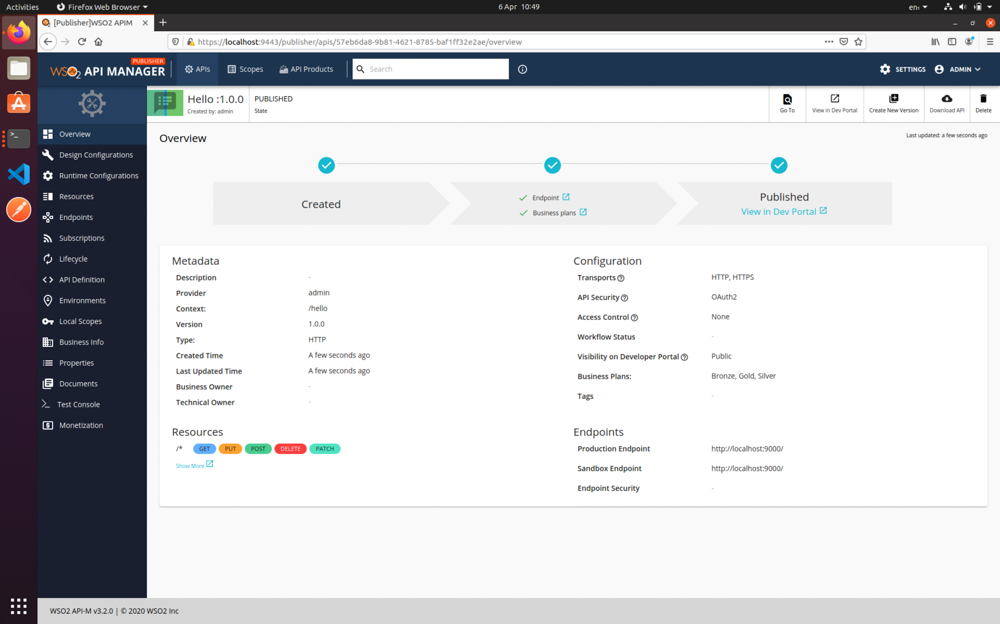 Activities Firefox Web Browser 6 Apr 10:49 en₁
[Publisher]WSO2 APIM
https://localhost:9443/publisher/apis/57eb6da8-9b81-4621-8785-baf1ff32e2ae/overview
PUBLISHER
WSO2 API MANAGER APIs Scopes API Products Search SETTINGS ADMIN
Hello :1.0.0
Created by: admin
PUBLISHED
State
Go To
View in Dev Portal
Create New Version
Download API
Delete
Overview
Design Configurations
Runtime Configurations
Resources
Endpoints
Subscriptions
Lifecycle
API Definition
Environments
Local Scopes
Business Info
Properties
Documents
Test Console
Monetization
Overview
Last updated: a few seconds ago
Created
Endpoint
Business plans
Published
View in Dev Portal
Metadata
Description -
Provider admin
Context: /hello
Version 1.0.0
Type: HTTP
Created Time A few seconds ago
Last Updated Time A few seconds ago
Business Owner -
Technical Owner -
Configuration
Transports HTTP, HTTPS
API Security OAuth2
Access Control None
Workflow Status -
Visibility on Developer Portal Public
Business Plans: Bronze, Gold, Silver
Tags -
Resources
/* GET PUT POST DELETE PATCH
Show More
Endpoints
Production Endpoint http://localhost:9000/
Sandbox Endpoint http://localhost:9000/
Endpoint Security -
WSO2 API-M v3.2.0 | © 2020 WSO2 Inc